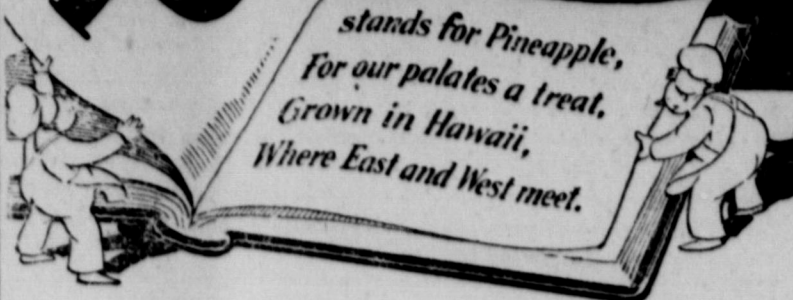 stands for Pineapple,
For our palates a treat.
Grown in Hawaii,
Where East and West meet.